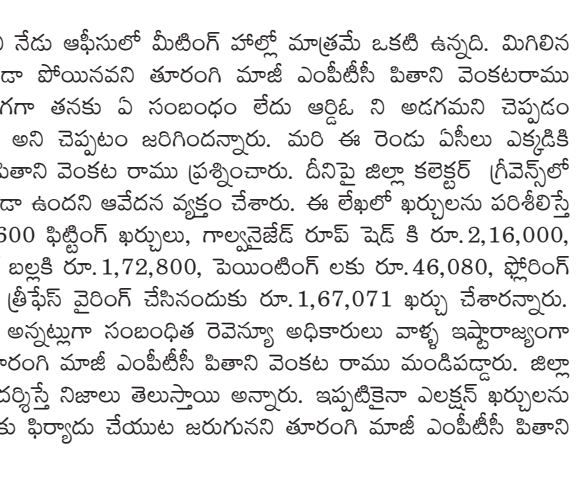 నేడు ఆఫీసులో మీటింగ్ హాల్లో మాత్రమే ఒకటి ఉన్నది. మిగిలిన
డా పోయినవని తూరంగి మాజీ ఎంపీటీసీ పితాని వెంకటరాము
గగా తనకు ఏ సంబంధం లేదు ఆర్డిఓ ని అడగమని చెప్పడం
అని చెప్పటం జరిగిందన్నారు. మరి ఈ రెండు ఏసీలు ఎక్కడికి
పితాని వెంకట రాము ప్రశ్నించారు. దీనిపై జిల్లా కలెక్టర్ గ్రీవెన్స్‌లో
డా ఉందని ఆవేదన వ్యక్తం చేశారు. ఈ లేఖలో ఖర్చులను పరిశీలిస్తే
600 ఫిట్టింగ్ ఖర్చులు, గాల్వనైజేడ్ రూప్ షెడ్ కి రూ.2,16,000,
బల్లకి రూ.1,72,800, పెయింటింగ్ లకు రూ.46,080, ఫ్లోరింగ్
త్రీఫేస్ వైరింగ్ చేసినందుకు రూ.1,67,071 ఖర్చు చేశారన్నారు.
అన్నట్లుగా సంబంధిత రెవెన్యూ అధికారులు వాళ్ళ ఇష్టారాజ్యంగా
రంగి మాజీ ఎంపీటీసీ పితాని వెంకట రాము మండిపడ్డారు. జిల్లా
దర్శిస్తే నిజాలు తెలుస్తాయి అన్నారు. ఇప్పటికైనా ఎలక్షన్ ఖర్చులను
కు ఫిర్యాదు చేయుట జరుగునని తూరంగి మాజీ ఎంపీటీసీ పితాని